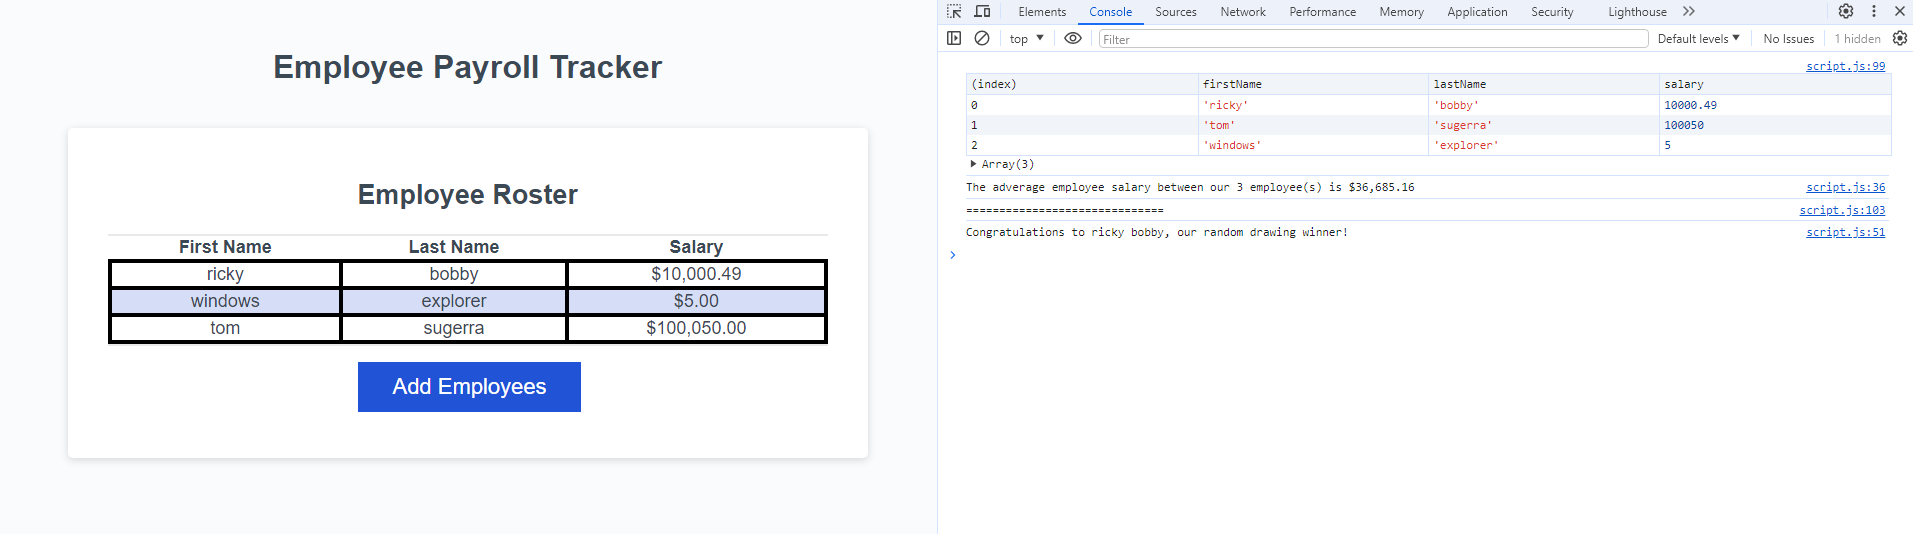 Employee Payroll Tracker
Employee Roster
First Name Last Name Salary
ricky bobby $10,000.49
windows explorer $5.00
tom sugerra $100,050.00
Add Employees
Elements Console Sources Network Performance Memory Application Security Lighthouse
top Filter Default levels No Issues 1 hidden
script.js:99
(index) firstName lastName salary
0 'ricky' 'bobby' 10000.49
1 'tom' 'sugerra' 100050
2 'windows' 'explorer' 5
Array(3)
The adverage employee salary between our 3 employee(s) is $36,685.16 script.js:36
============================== script.js:103
Congratulations to ricky bobby, our random drawing winner! script.js:51